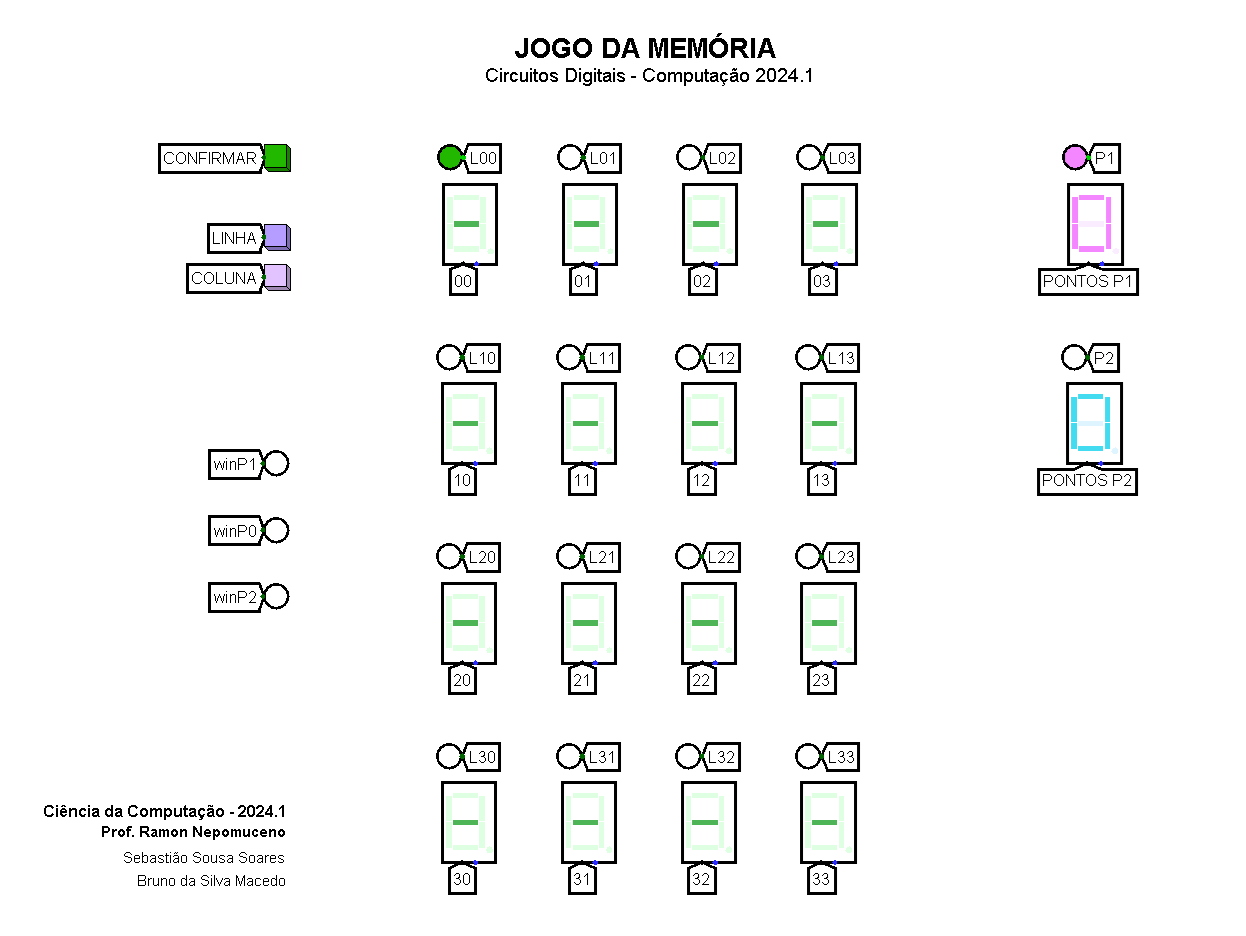 JOGO DA MEMÓRIA
Circuitos Digitais - Computação 2024.1
CONFIRMAR
L00
L01
L02
L03
P1
LINHA
COLUNA
00
01
02
03
PONTOS P1
L10
L11
L12
L13
P2
winP1
10
11
12
13
PONTOS P2
winP0
L20
L21
L22
L23
winP2
20
21
22
23
L30
L31
L32
L33
Ciência da Computação - 2024.1
Prof. Ramon Nepomuceno
Sebastião Sousa Soares
Bruno da Silva Macedo
30
31
32
33